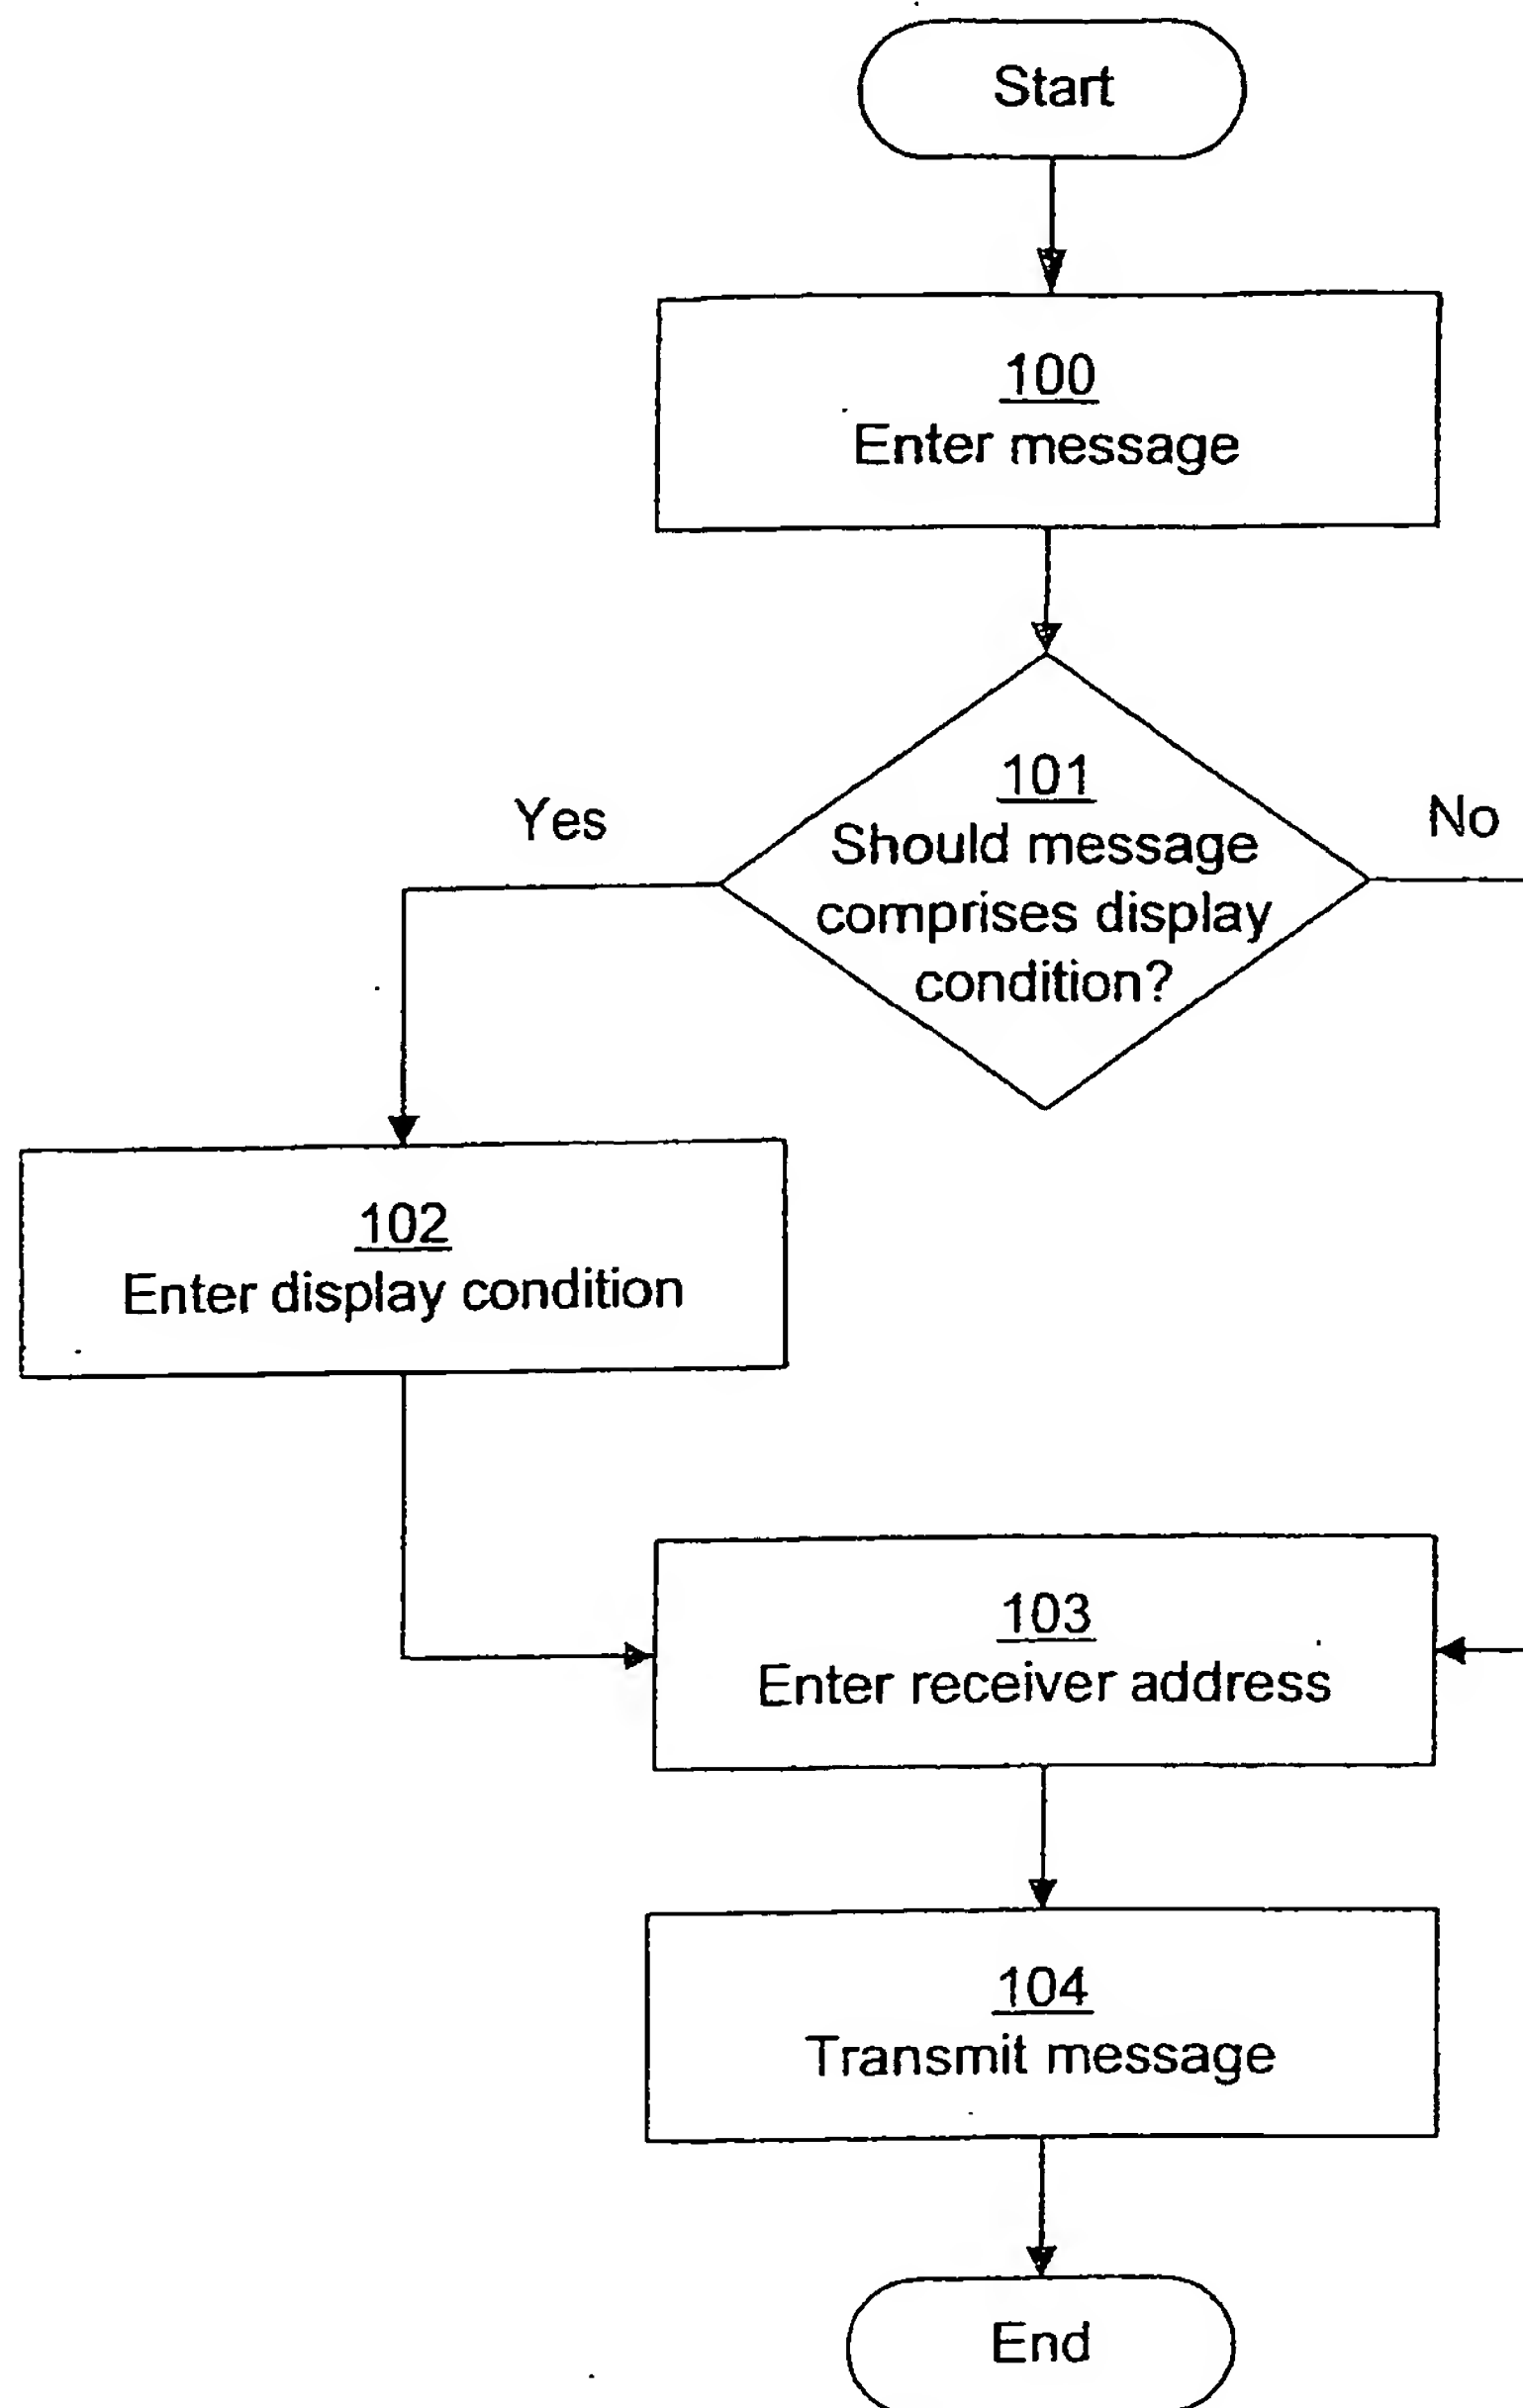 Start
100
Enter message
101
Should message
comprises display
condition?
Yes
No
102
Enter display condition
103
Enter receiver address
104
Transmit message
End